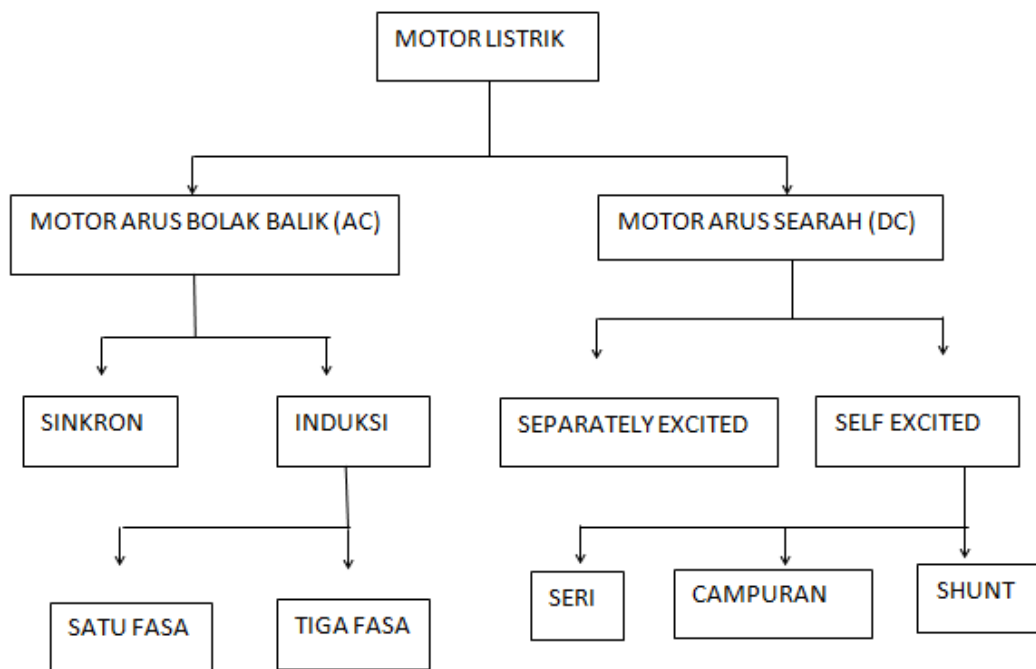 MOTOR LISTRIK
MOTOR ARUS BOLAK BALIK (AC)
MOTOR ARUS SEARAH (DC)
SINKRON
INDUKSI
SEPARATELY EXCITED
SELF EXCITED
SATU FASA
TIGA FASA
SERI
CAMPURAN
SHUNT